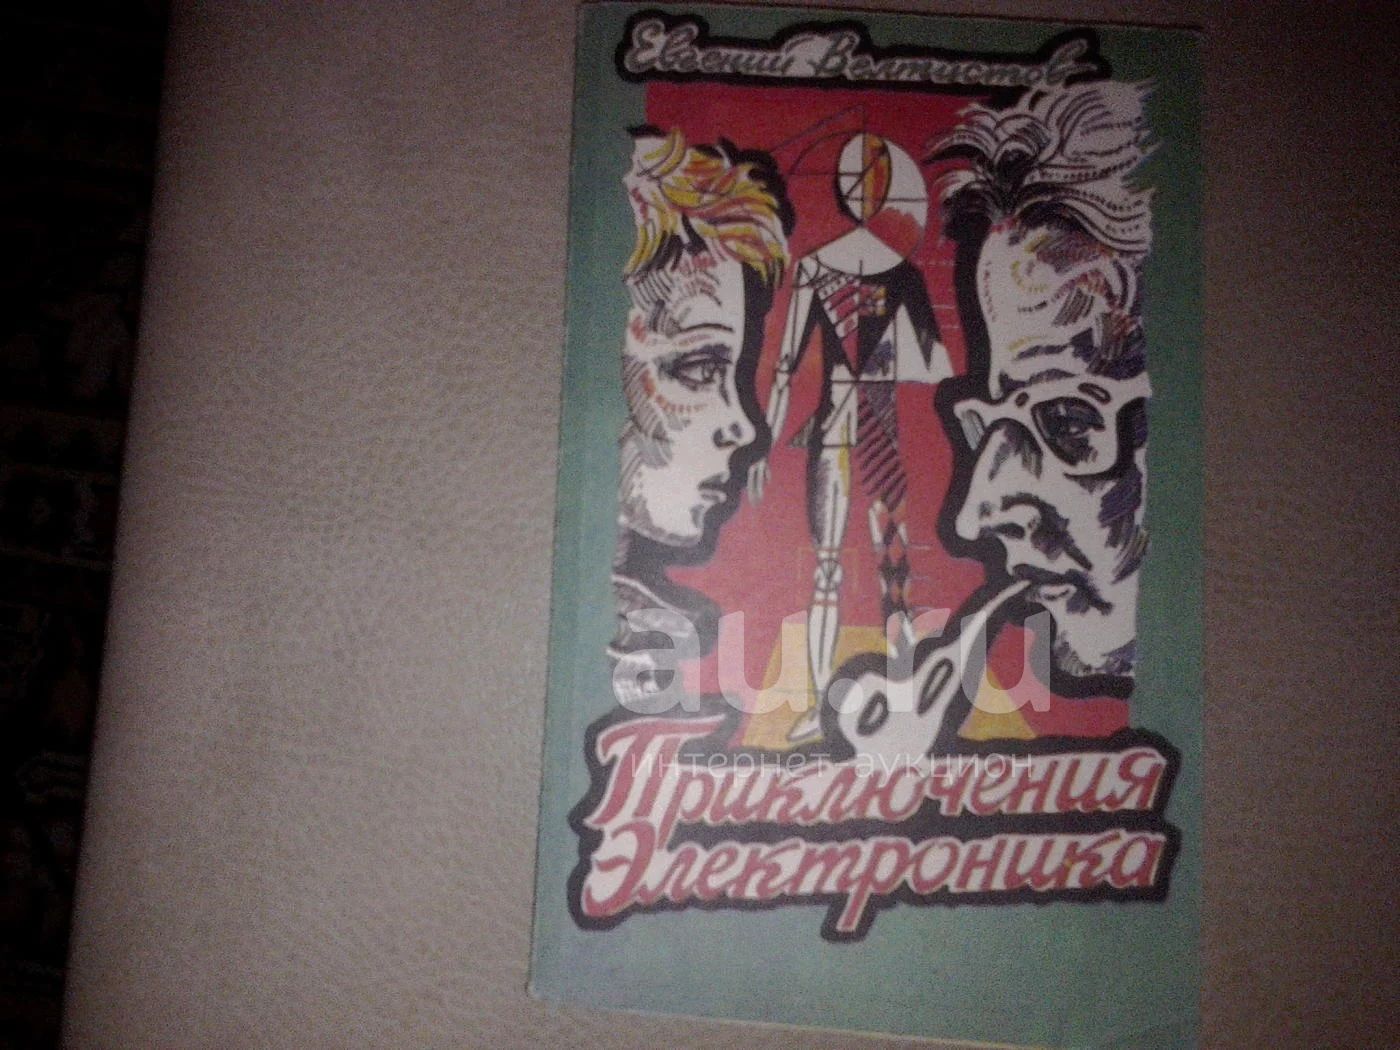 Евгений Велтистов
au.ru
интернет-аукцион
Приключения
Электроника